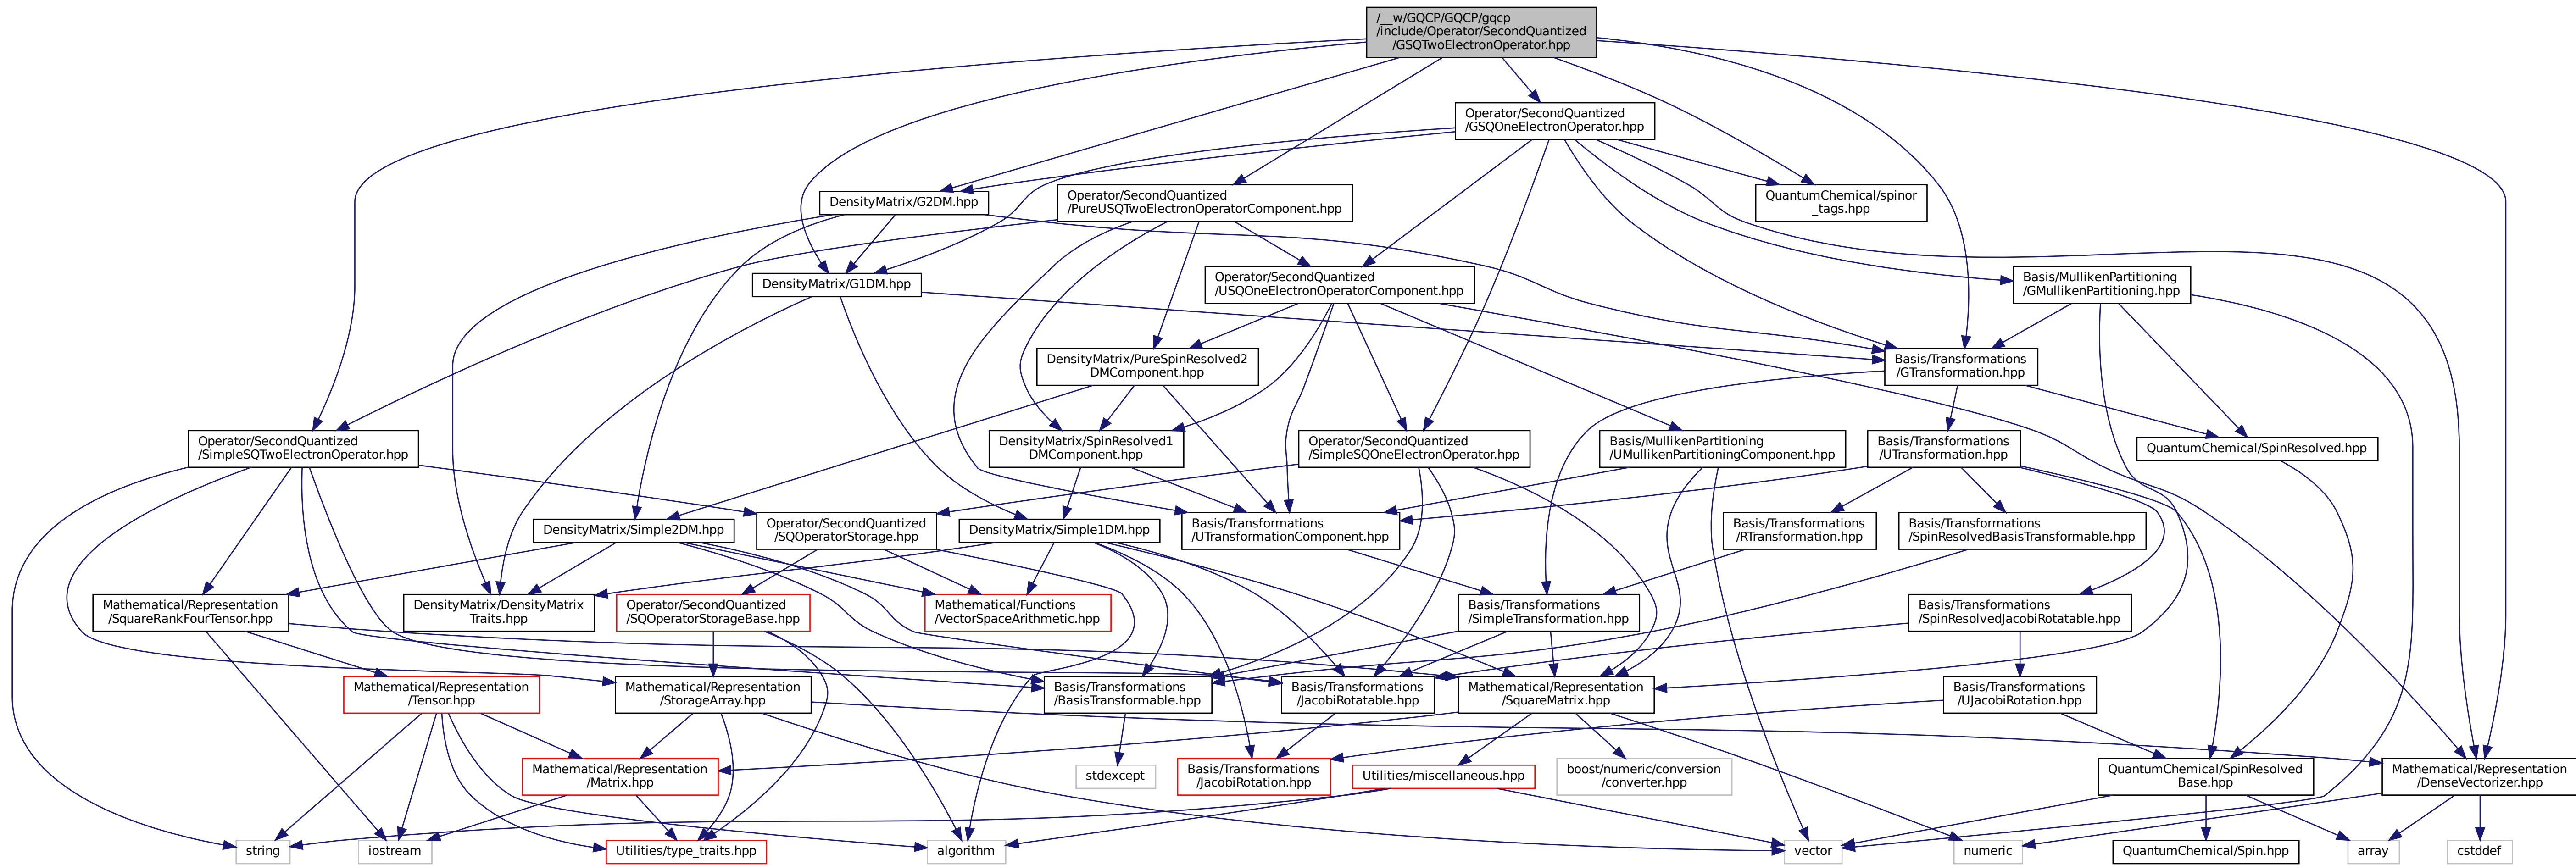 /__w/GQCP/GQCP/gqcp
/include/Operator/SecondQuantized
/GSQTwoElectronOperator.hpp
Operator/SecondQuantized
/GSQOneElectronOperator.hpp
DensityMatrix/G2DM.hpp
Operator/SecondQuantized
/PureUSQTwoElectronOperatorComponent.hpp
QuantumChemical/spinor
_tags.hpp
DensityMatrix/G1DM.hpp
Operator/SecondQuantized
/USQOneElectronOperatorComponent.hpp
Basis/MullikenPartitioning
/GMullikenPartitioning.hpp
DensityMatrix/PureSpinResolved2
DMComponent.hpp
Basis/Transformations
/GTransformation.hpp
Operator/SecondQuantized
/SimpleSQTwoElectronOperator.hpp
DensityMatrix/SpinResolved1
DMComponent.hpp
Operator/SecondQuantized
/SimpleSQOneElectronOperator.hpp
Basis/MullikenPartitioning
/UMullikenPartitioningComponent.hpp
Basis/Transformations
/UTransformation.hpp
QuantumChemical/SpinResolved.hpp
DensityMatrix/Simple2DM.hpp
Operator/SecondQuantized
/SQOperatorStorage.hpp
DensityMatrix/Simple1DM.hpp
Basis/Transformations
/UTransformationComponent.hpp
Basis/Transformations
/RTransformation.hpp
Basis/Transformations
/SpinResolvedBasisTransformable.hpp
Mathematical/Representation
/SquareRankFourTensor.hpp
DensityMatrix/DensityMatrix
Traits.hpp
Operator/SecondQuantized
/SQOperatorStorageBase.hpp
Mathematical/Functions
/VectorSpaceArithmetic.hpp
Basis/Transformations
/SimpleTransformation.hpp
Basis/Transformations
/SpinResolvedJacobiRotatable.hpp
Mathematical/Representation
/Tensor.hpp
Mathematical/Representation
/StorageArray.hpp
Basis/Transformations
/BasisTransformable.hpp
Basis/Transformations
/JacobiRotatable.hpp
Mathematical/Representation
/SquareMatrix.hpp
Basis/Transformations
/UJacobiRotation.hpp
Mathematical/Representation
/Matrix.hpp
stdexcept
Basis/Transformations
/JacobiRotation.hpp
Utilities/miscellaneous.hpp
boost/numeric/conversion
/converter.hpp
QuantumChemical/SpinResolved
Base.hpp
Mathematical/Representation
/DenseVectorizer.hpp
string
iostream
Utilities/type_traits.hpp
algorithm
vector
numeric
QuantumChemical/Spin.hpp
array
cstddef